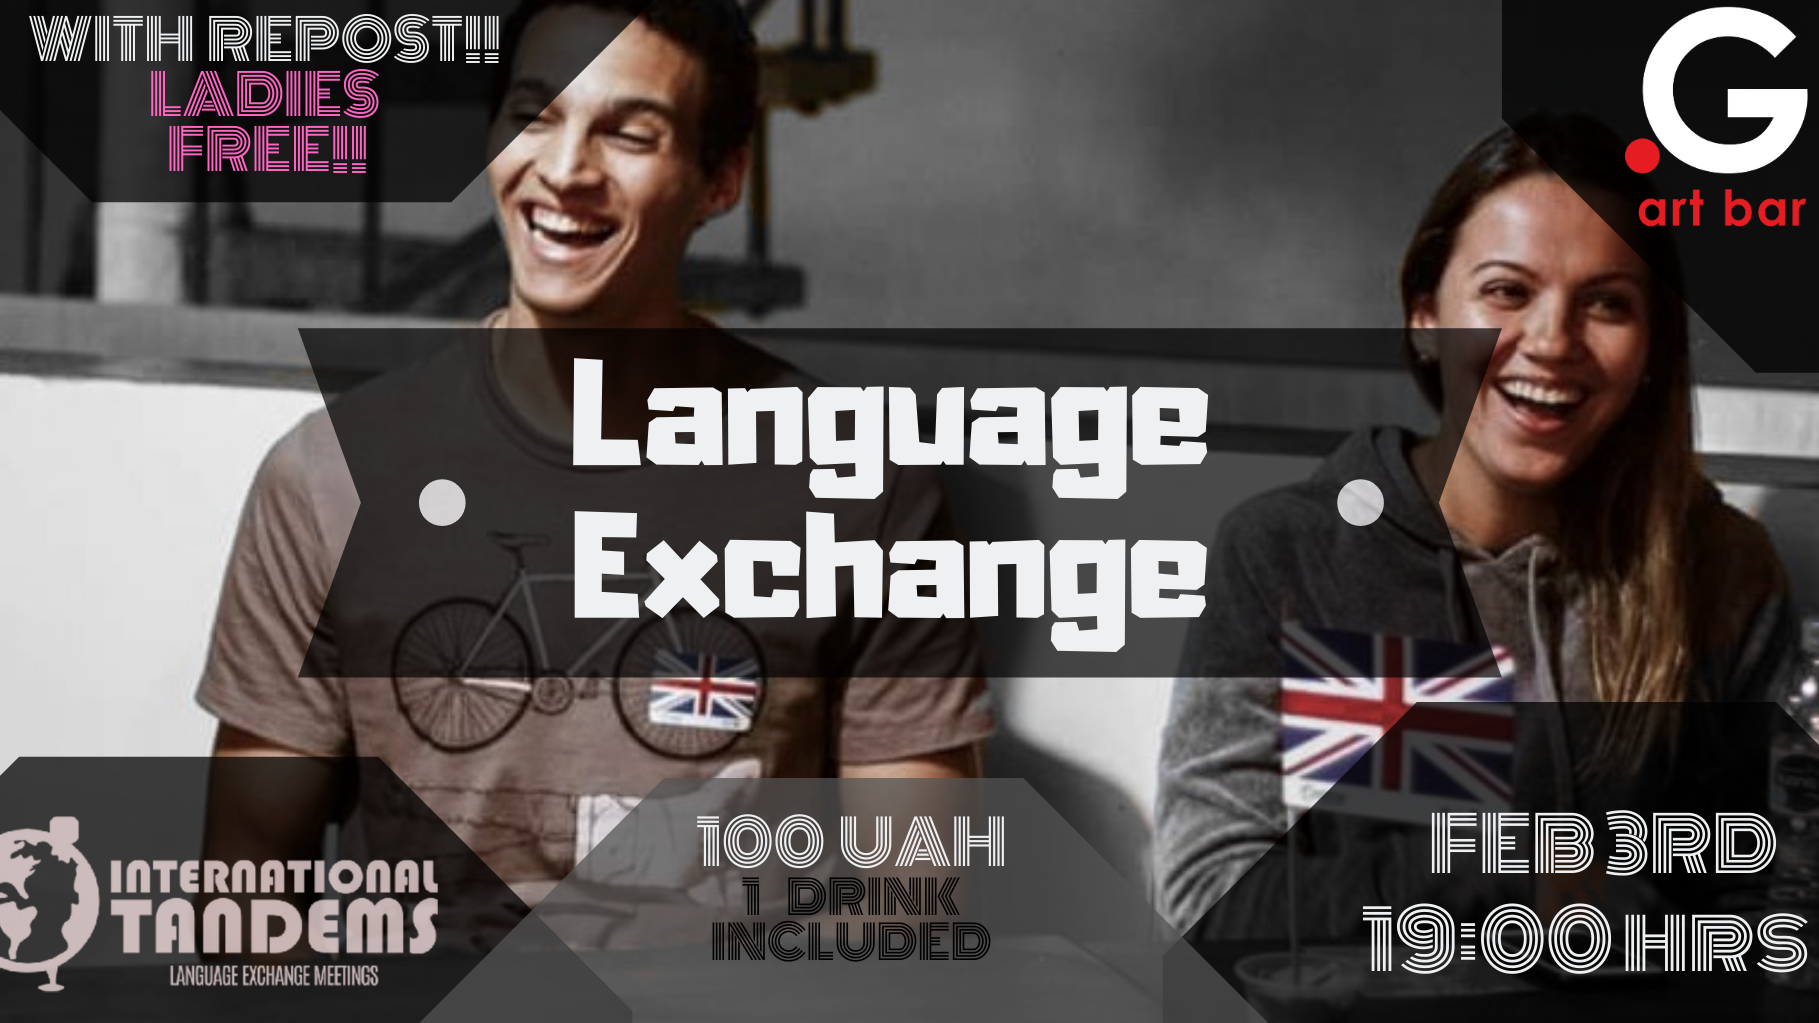 WITH REPOST!!
LADIES
FREE!!
G
art bar
Language
Exchange
INTERNATIONAL
TANDEMS
LANGUAGE EXCHANGE MEETINGS
100 UAH
1 DRINK
INCLUDED
FEB 3RD
19:00 HRS